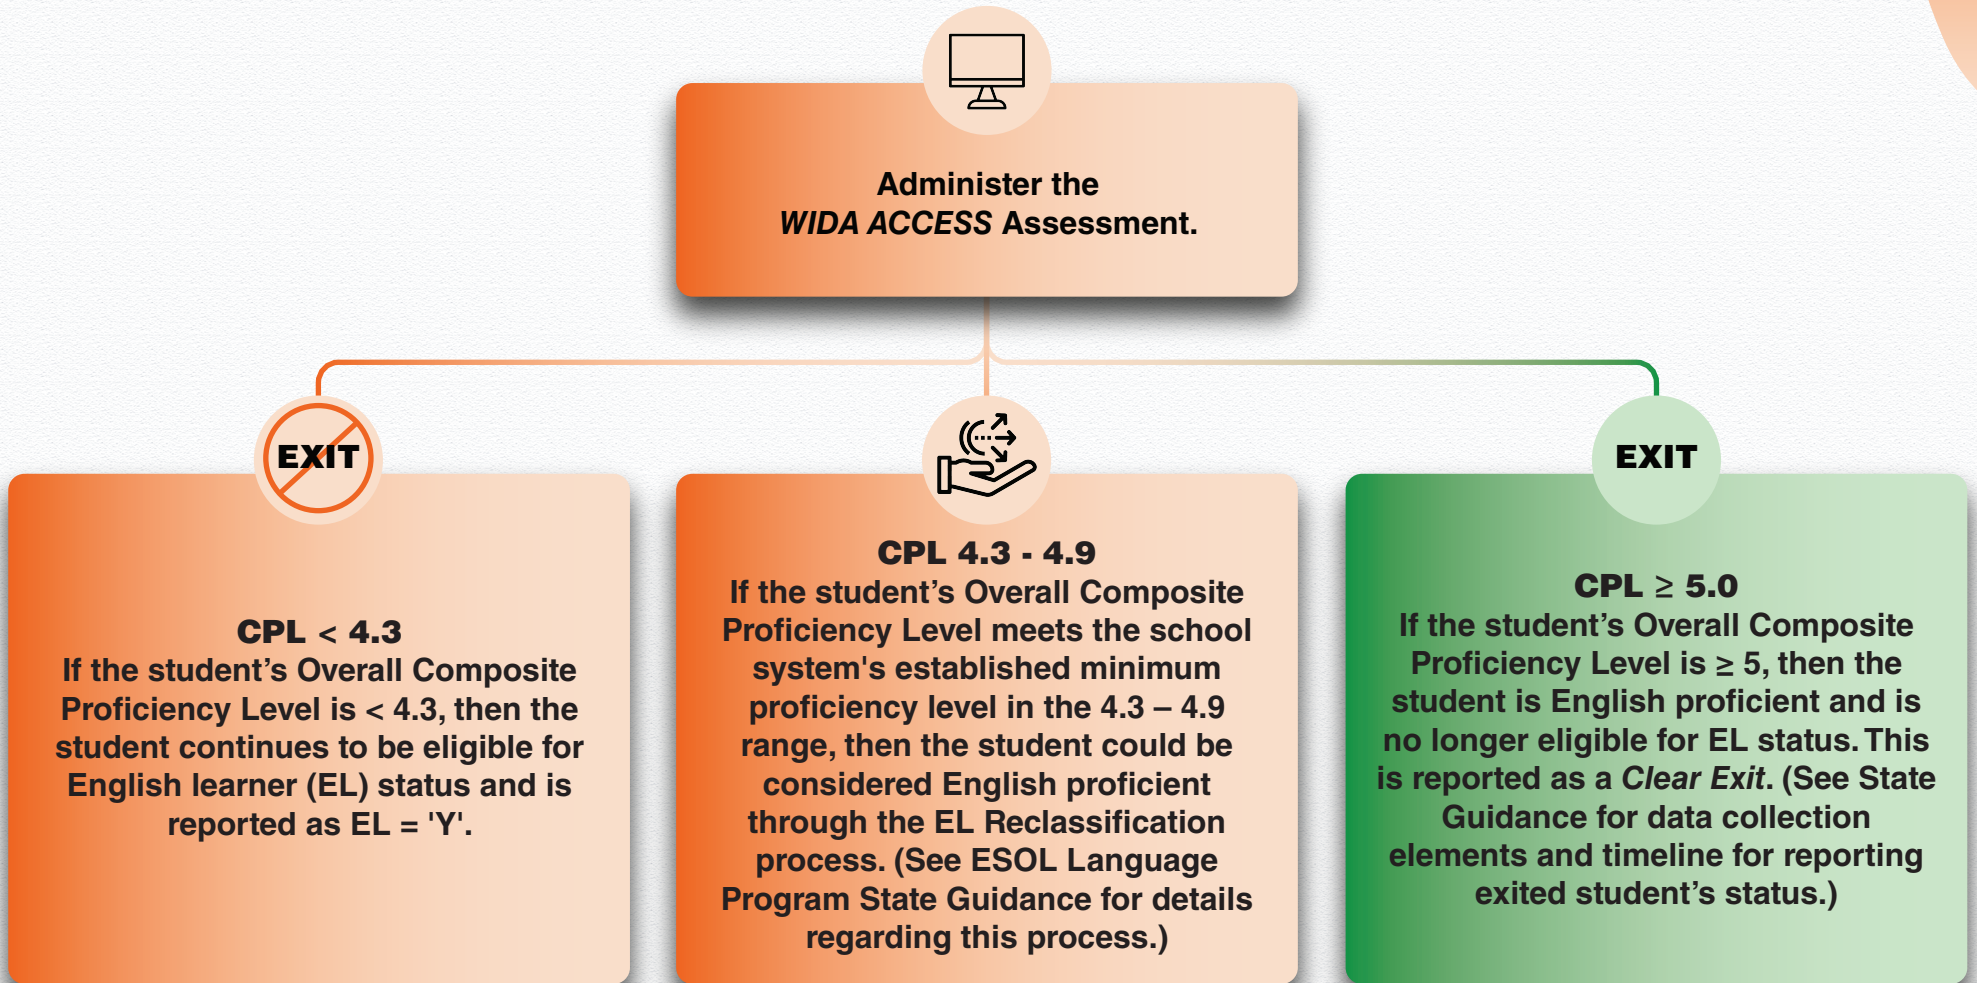 Administer the
WIDA ACCESS Assessment.
EXIT
CPL < 4.3
If the student’s Overall Composite
Proficiency Level is < 4.3, then the
student continues to be eligible for
English learner (EL) status and is
reported as EL = 'Y'.
CPL 4.3 - 4.9
If the student’s Overall Composite
Proficiency Level meets the school
system's established minimum
proficiency level in the 4.3 – 4.9
range, then the student could be
considered English proficient
through the EL Reclassification
process. (See ESOL Language
Program State Guidance for details
regarding this process.)
EXIT
CPL ≥ 5.0
If the student’s Overall Composite
Proficiency Level is ≥ 5, then the
student is English proficient and is
no longer eligible for EL status. This
is reported as a Clear Exit. (See State
Guidance for data collection
elements and timeline for reporting
exited student’s status.)